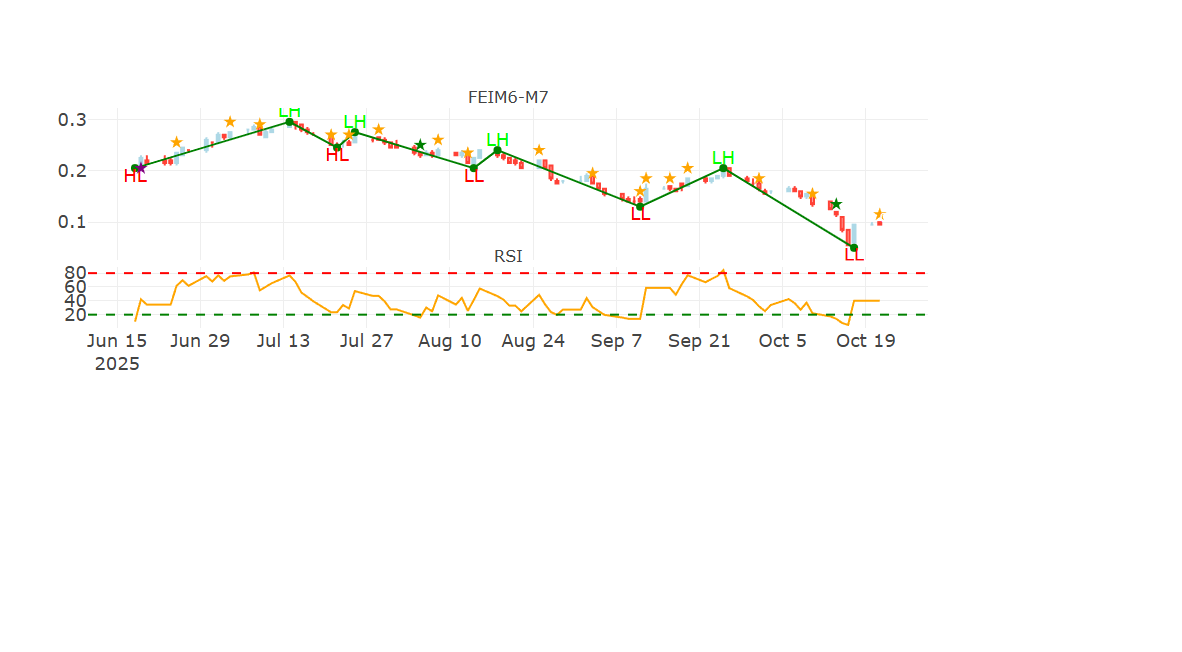 FEIM6-M7
LH
LH
0.3
LH
HL
LH
0.2
HL
LL
LL
0.1
LL
RSI
80
60
40
20
Jun 15 Jun 29 Jul 13 Jul 27 Aug 10 Aug 24 Sep 7 Sep 21 Oct 5 Oct 19
2025